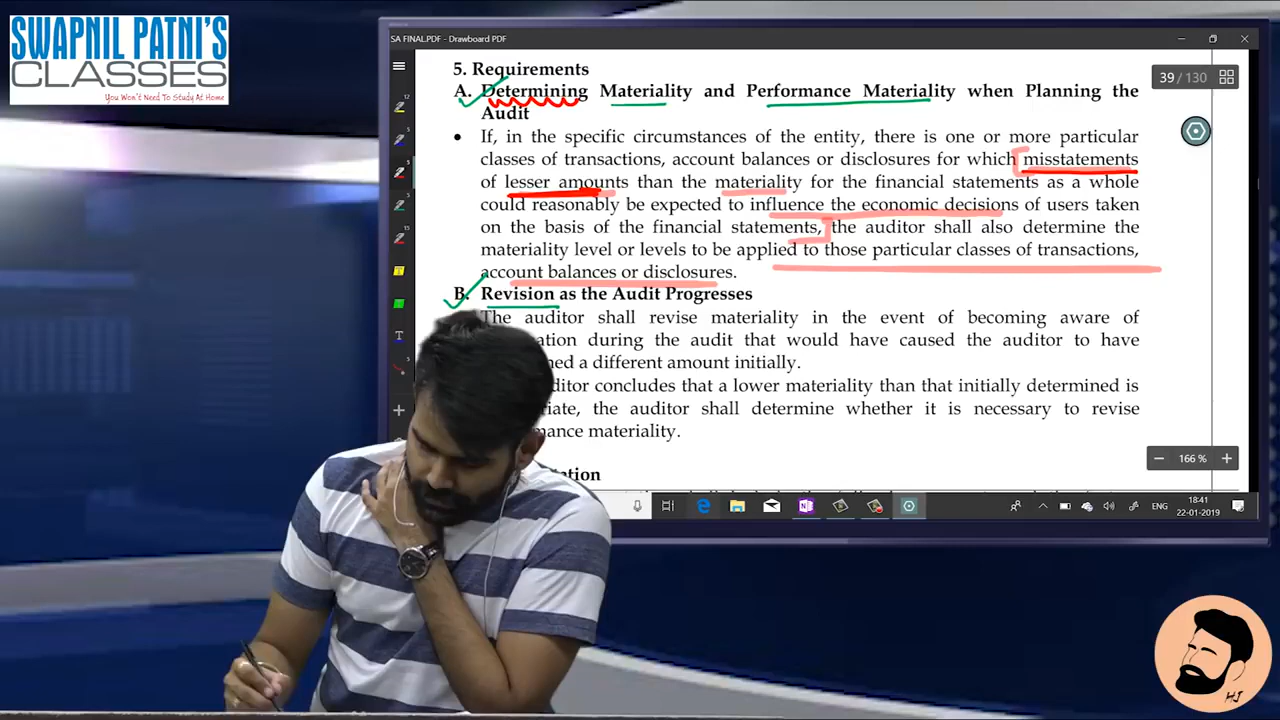 SWAPNIL PATNI'S
CLASSES
You Won't Need To Study At Home
SA FINAL.PDF - Drawboard PDF
39 / 130
5. Requirements
A. Determining Materiality and Performance Materiality when Planning the
Audit
• If, in the specific circumstances of the entity, there is one or more particular
classes of transactions, account balances or disclosures for which misstatements
of lesser amounts than the materiality for the financial statements as a whole
could reasonably be expected to influence the economic decisions of users taken
on the basis of the financial statements, the auditor shall also determine the
materiality level or levels to be applied to those particular classes of transactions,
account balances or disclosures.
B. Revision as the Audit Progresses
The auditor shall revise materiality in the event of becoming aware of
ation during the audit that would have caused the auditor to have
ned a different amount initially.
ditor concludes that a lower materiality than that initially determined is
iate, the auditor shall determine whether it is necessary to revise
mance materiality.
tation
166 %
ENG
18:41
22-01-2019
HJ